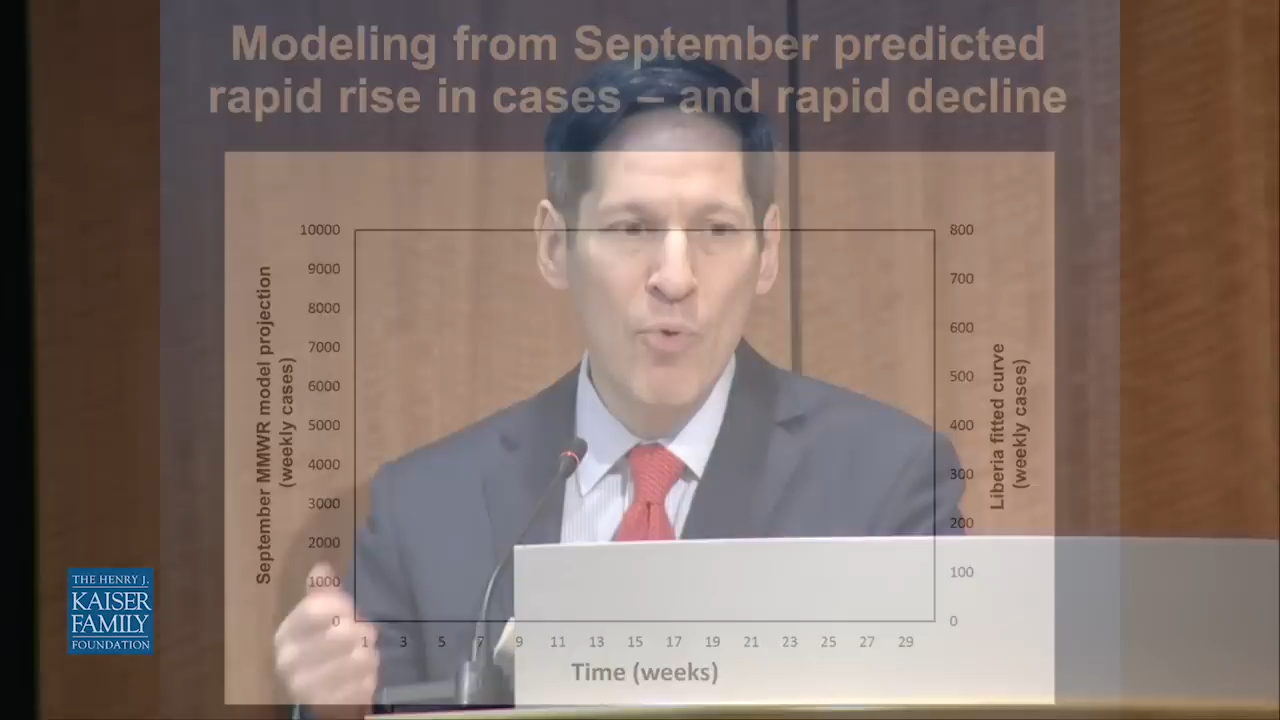 Modeling from September predicted
rapid rise in cases – and rapid decline
September MMWR model projection
(weekly cases)
10000
9000
8000
7000
6000
5000
4000
3000
2000
1000
0
800
700
600
500
400
300
200
100
0
Liberia fitted curve
(weekly cases)
1 3 5 7 9 11 13 15 17 19 21 23 25 27 29
Time (weeks)
THE HENRY J.
KAISER
FAMILY
FOUNDATION